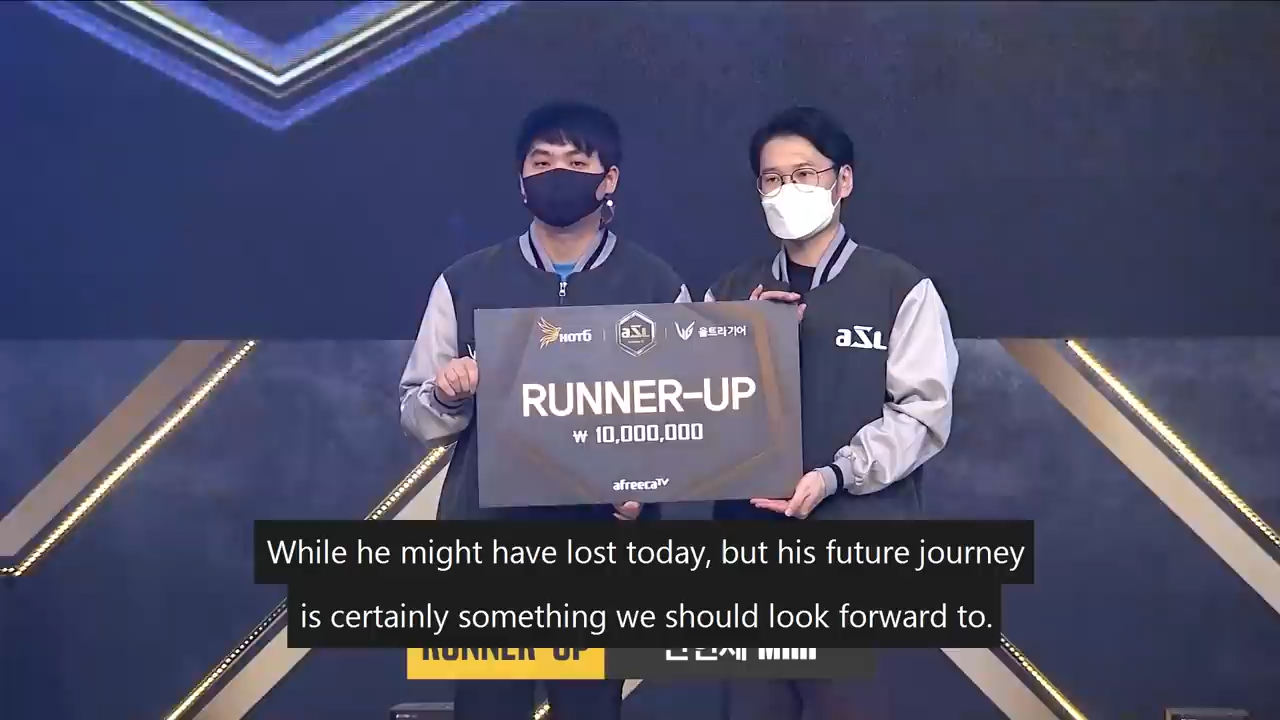 HOT6
aSL
울트라기어
RUNNER-UP
₩ 10,000,000
afreecaTV
aSL
While he might have lost today, but his future journey
is certainly something we should look forward to.
RUNNER-UP
Mini